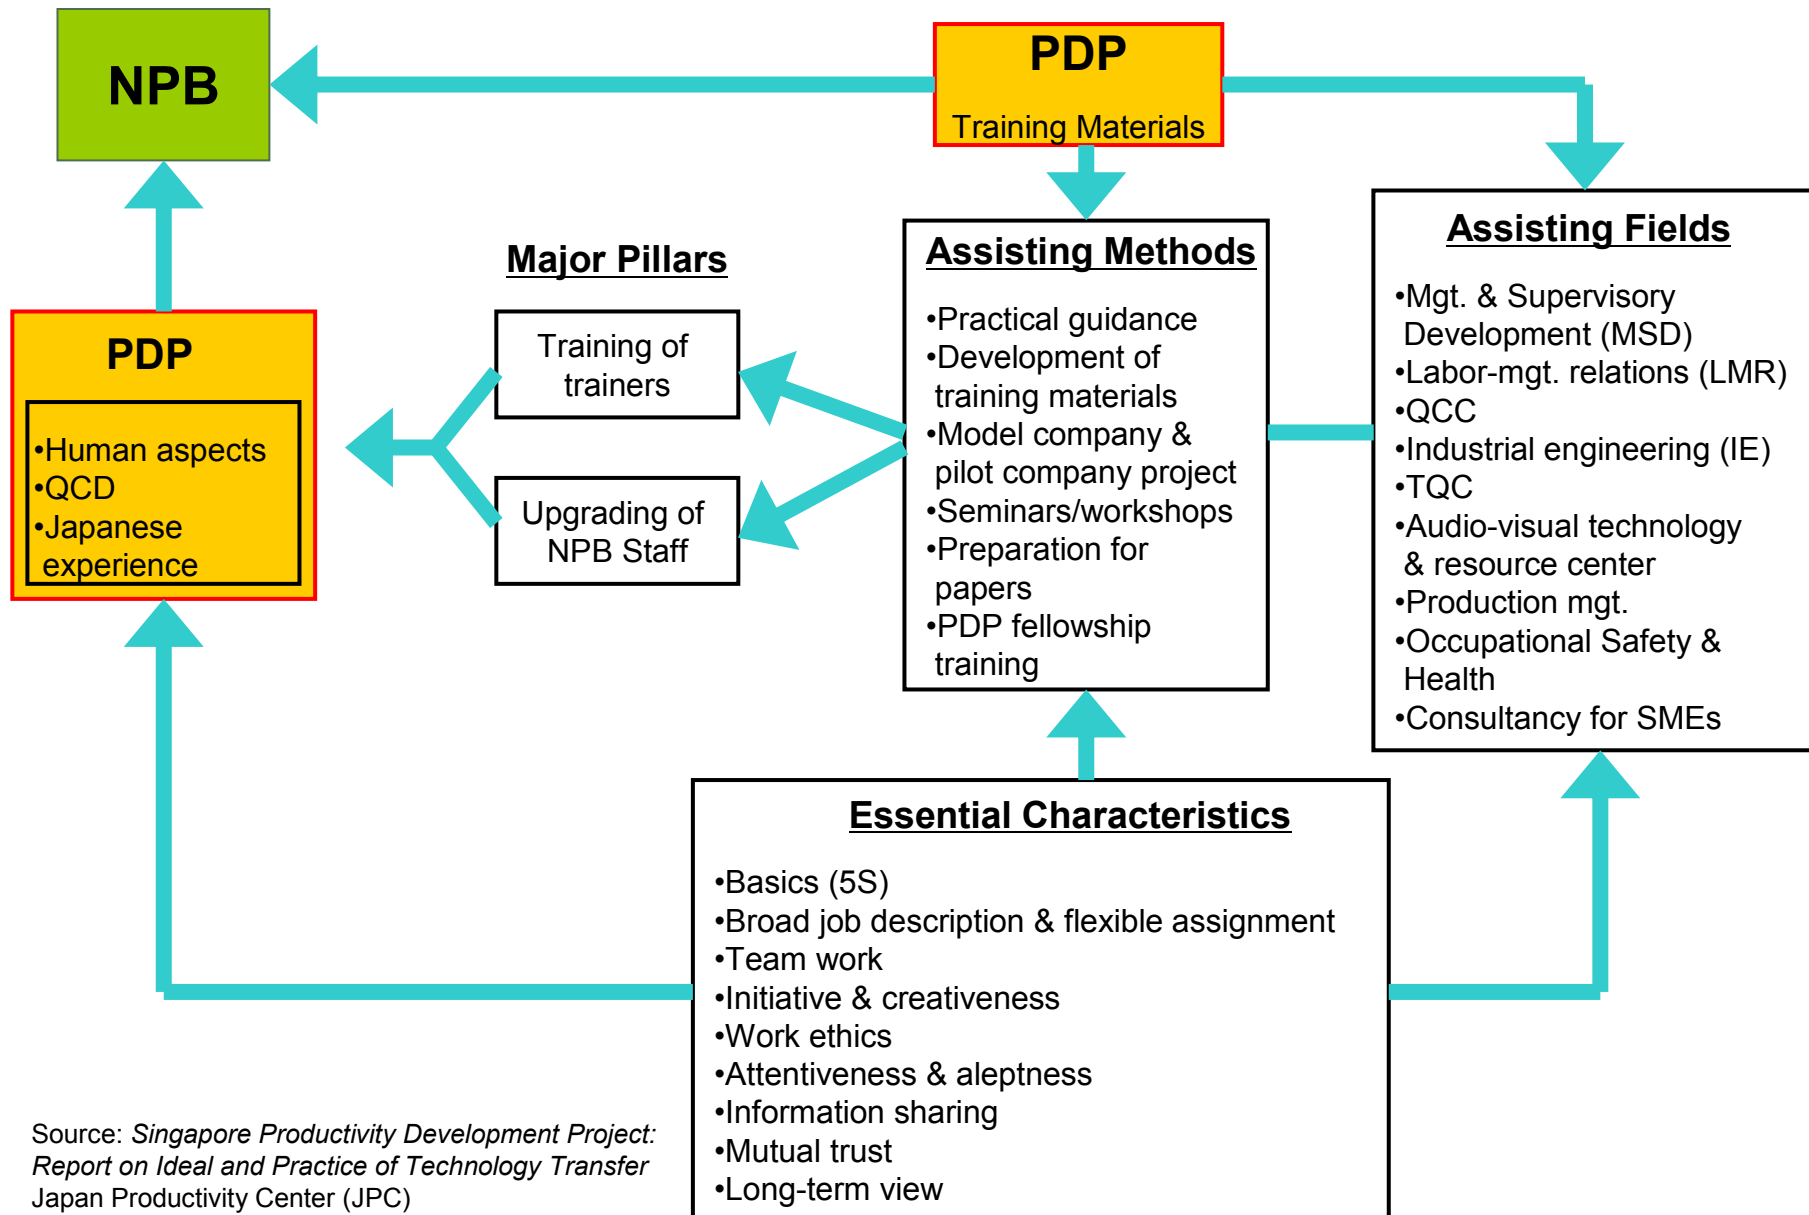 NPB
PDP
Training Materials
Major Pillars
Training of
trainers
Upgrading of
NPB Staff
PDP
•Human aspects
•QCD
•Japanese
experience
Assisting Methods
•Practical guidance
•Development of
training materials
•Model company &
pilot company project
•Seminars/workshops
•Preparation for
papers
•PDP fellowship
training
Assisting Fields
•Mgt. & Supervisory
Development (MSD)
•Labor-mgt. relations (LMR)
•QCC
•Industrial engineering (IE)
•TQC
•Audio-visual technology
& resource center
•Production mgt.
•Occupational Safety &
Health
•Consultancy for SMEs
Essential Characteristics
•Basics (5S)
•Broad job description & flexible assignment
•Team work
•Initiative & creativeness
•Work ethics
•Attentiveness & aleptness
•Information sharing
•Mutual trust
•Long-term view
Source: Singapore Productivity Development Project:
Report on Ideal and Practice of Technology Transfer
Japan Productivity Center (JPC)